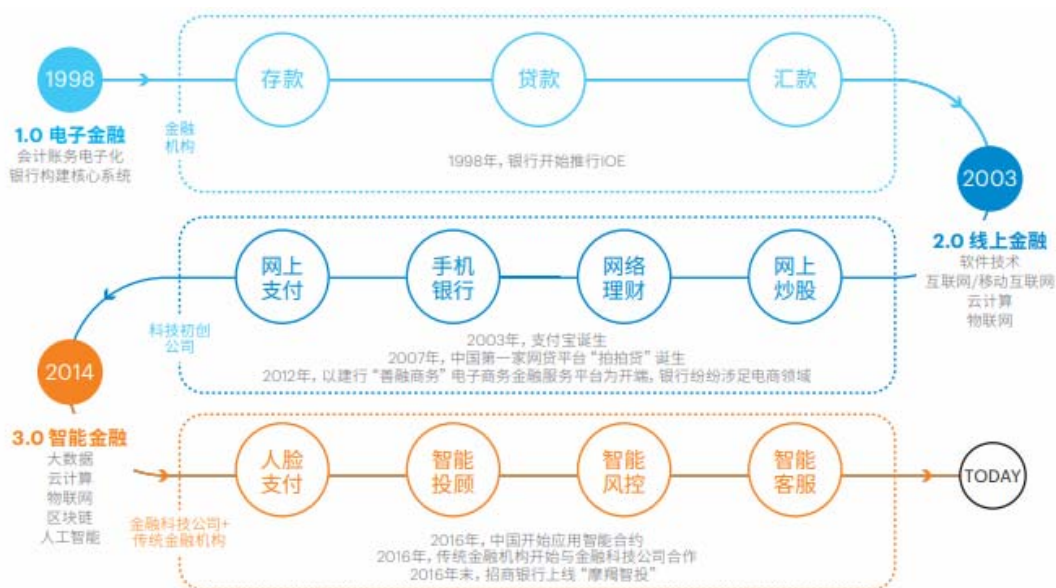 1998
1.0 电子金融
会计账务电子化
银行构建核心系统
金融
机构
存款
贷款
汇款
1998年，银行开始推行IOE
2003
2.0 线上金融
软件技术
互联网/移动互联网
云计算
物联网
网上
炒股
网络
理财
手机
银行
网上
支付
科技初创
公司
2003年，支付宝诞生
2007年，中国第一家网贷平台“拍拍贷”诞生
2012年，以建行“善融商务”电子商务金融服务平台为开端，银行纷纷涉足电商领域
2014
3.0 智能金融
大数据
云计算
物联网
区块链
人工智能
金融科技公司+
传统金融机构
人脸
支付
智能
投顾
智能
风控
智能
客服
TODAY
2016年，中国开始应用智能合约
2016年，传统金融机构开始与金融科技公司合作
2016年末，招商银行上线“摩羯智投”